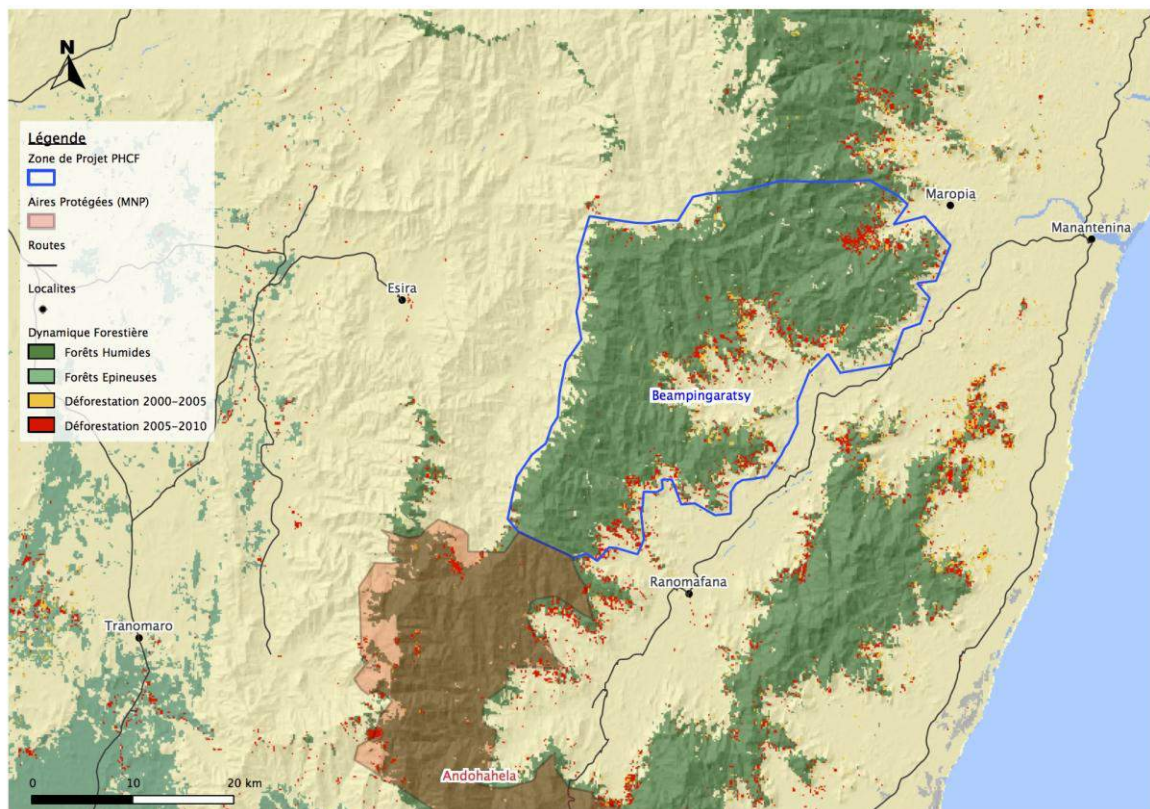 N
Légende
Zone de Projet PHCF
Aires Protégées (MNP)
Routes
Localites
Dynamique Forestière
Forêts Humides
Forêts Epineuses
Déforestation 2000-2005
Déforestation 2005-2010
Maropia
Manantenina
Esira
Beampingaratsy
Ranomafana
Tranomaro
Andohahela
0 10 20 km